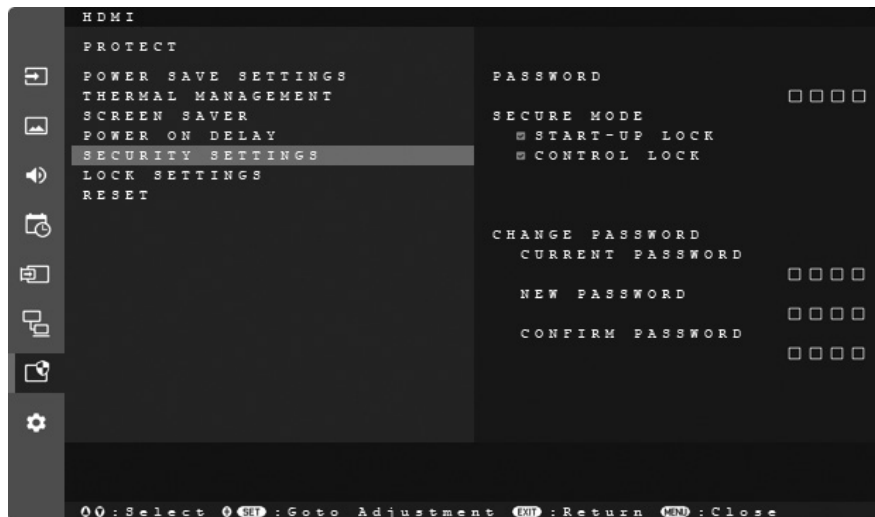 HDMI
PROTECT
POWER SAVE SETTINGS
THERMAL MANAGEMENT
SCREEN SAVER
POWER ON DELAY
SECURITY SETTINGS
LOCK SETTINGS
RESET
PASSWORD
SECURE MODE
START-UP LOCK
CONTROL LOCK
CHANGE PASSWORD
CURRENT PASSWORD
NEW PASSWORD
CONFIRM PASSWORD
:Select SET :Goto Adjustment EXIT :Return MENU :Close